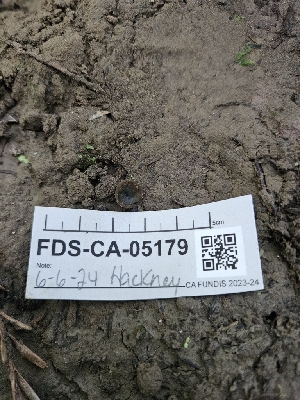 5cm
FDS-CA-05179
Note:
6-6-24 Hackney
CA FUNDIS 2023-24